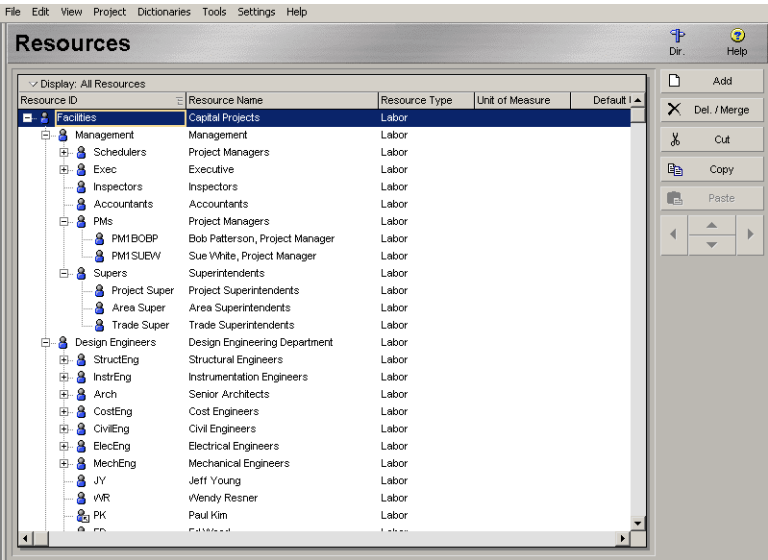 File Edit View Project Dictionaries Tools Settings Help
Resources
Dir. Help
Display: All Resources
Resource ID Resource Name Resource Type Unit of Measure Default
Facilities Capital Projects Labor
Management Management Labor
Schedulers Project Managers Labor
Exec Executive Labor
Inspectors Inspectors Labor
Accountants Accountants Labor
PMs Project Managers Labor
PM1BOBP Bob Patterson, Project Manager Labor
PM1SUEW Sue White, Project Manager Labor
Supers Superintendents Labor
Project Super Project Superintendents Labor
Area Super Area Superintendents Labor
Trade Super Trade Superintendents Labor
Design Engineers Design Engineering Department Labor
StructEng Structural Engineers Labor
InstrEng Instrumentation Engineers Labor
Arch Senior Architects Labor
CostEng Cost Engineers Labor
CivilEng Civil Engineers Labor
ElecEng Electrical Engineers Labor
MechEng Mechanical Engineers Labor
JY Jeff Young Labor
WR Wendy Resner Labor
PK Paul Kim Labor
Add
Del. / Merge
Cut
Copy
Paste